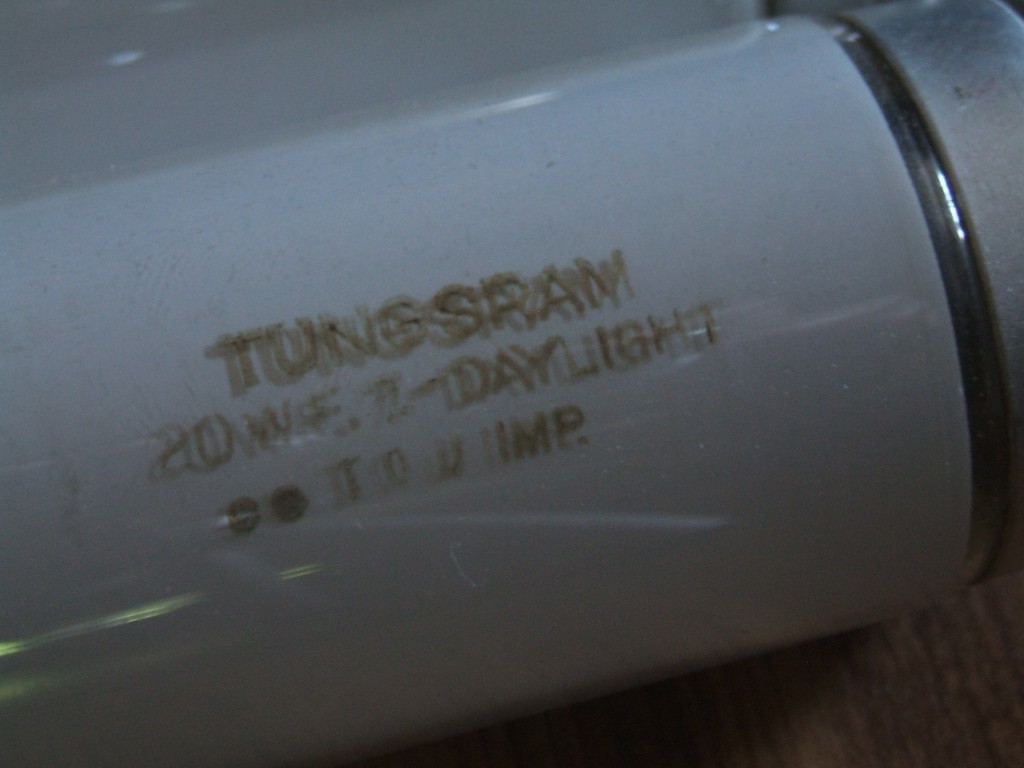 TUNGSRAM
20W F. 7.-DAYLIGHT
IMP.